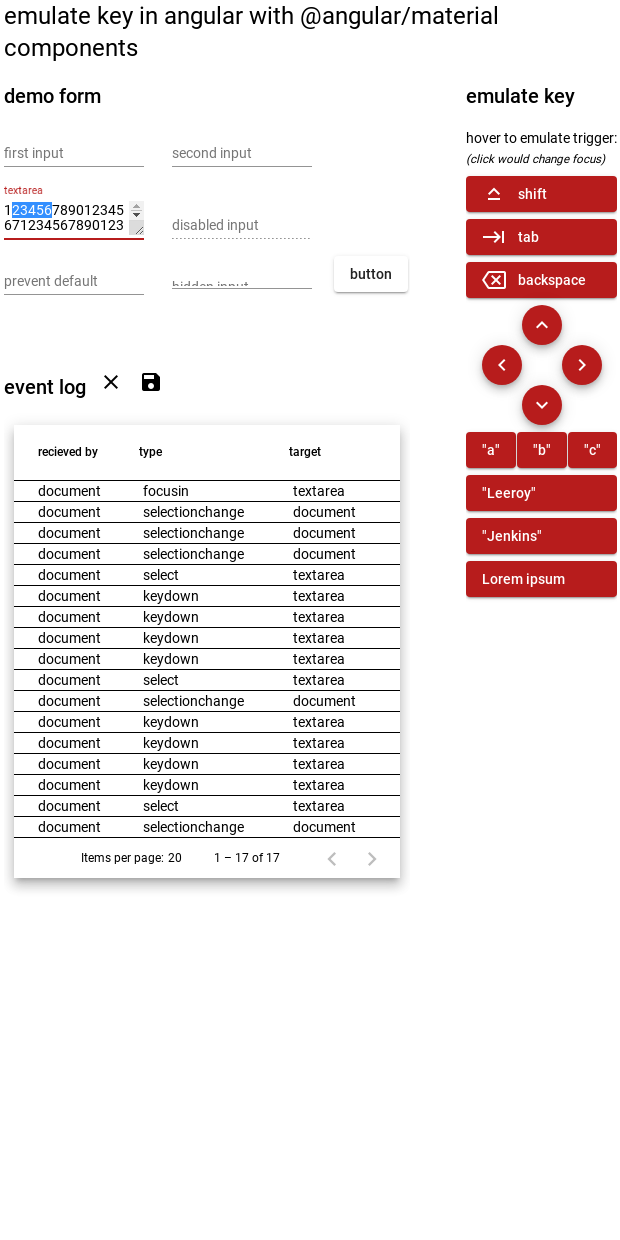 emulate key in angular with @angular/material
components
demo form
first input
second input
textarea
123456789012345
671234567890123
disabled input
prevent default
hidden input
button
event log
recieved by type target
document focusin textarea
document selectionchange document
document selectionchange document
document selectionchange document
document select textarea
document keydown textarea
document keydown textarea
document keydown textarea
document keydown textarea
document select textarea
document selectionchange document
document keydown textarea
document keydown textarea
document keydown textarea
document keydown textarea
document select textarea
document selectionchange document
Items per page: 20 1 – 17 of 17
emulate key
hover to emulate trigger:
(click would change focus)
shift
tab
backspace
"a" "b" "c"
"Leeroy"
"Jenkins"
Lorem ipsum